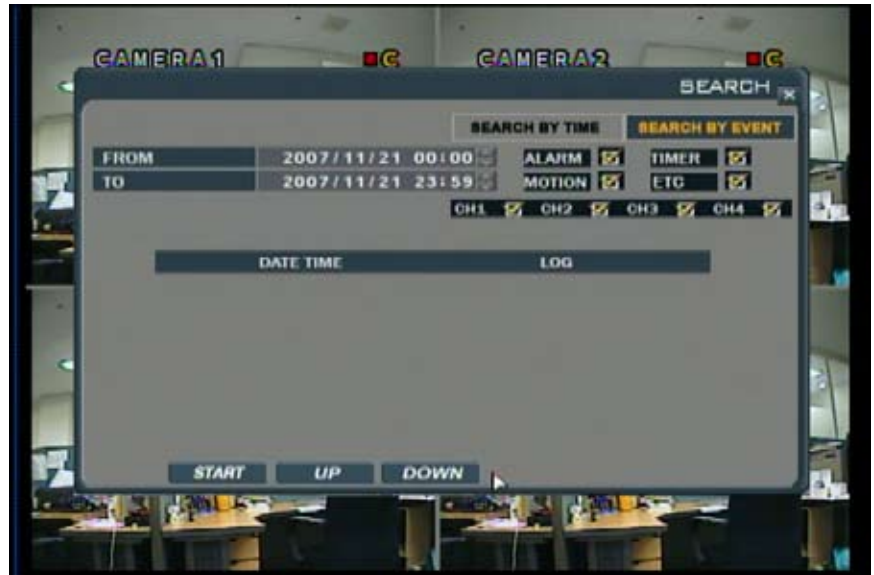 CAMERA1 C CAMERA2 C
SEARCH
SEARCH BY TIME SEARCH BY EVENT
FROM 2007/11/21 00:00 ALARM TIMER
TO 2007/11/21 23:59 MOTION ETC
CH1 CH2 CH3 CH4
DATE TIME LOG
START UP DOWN